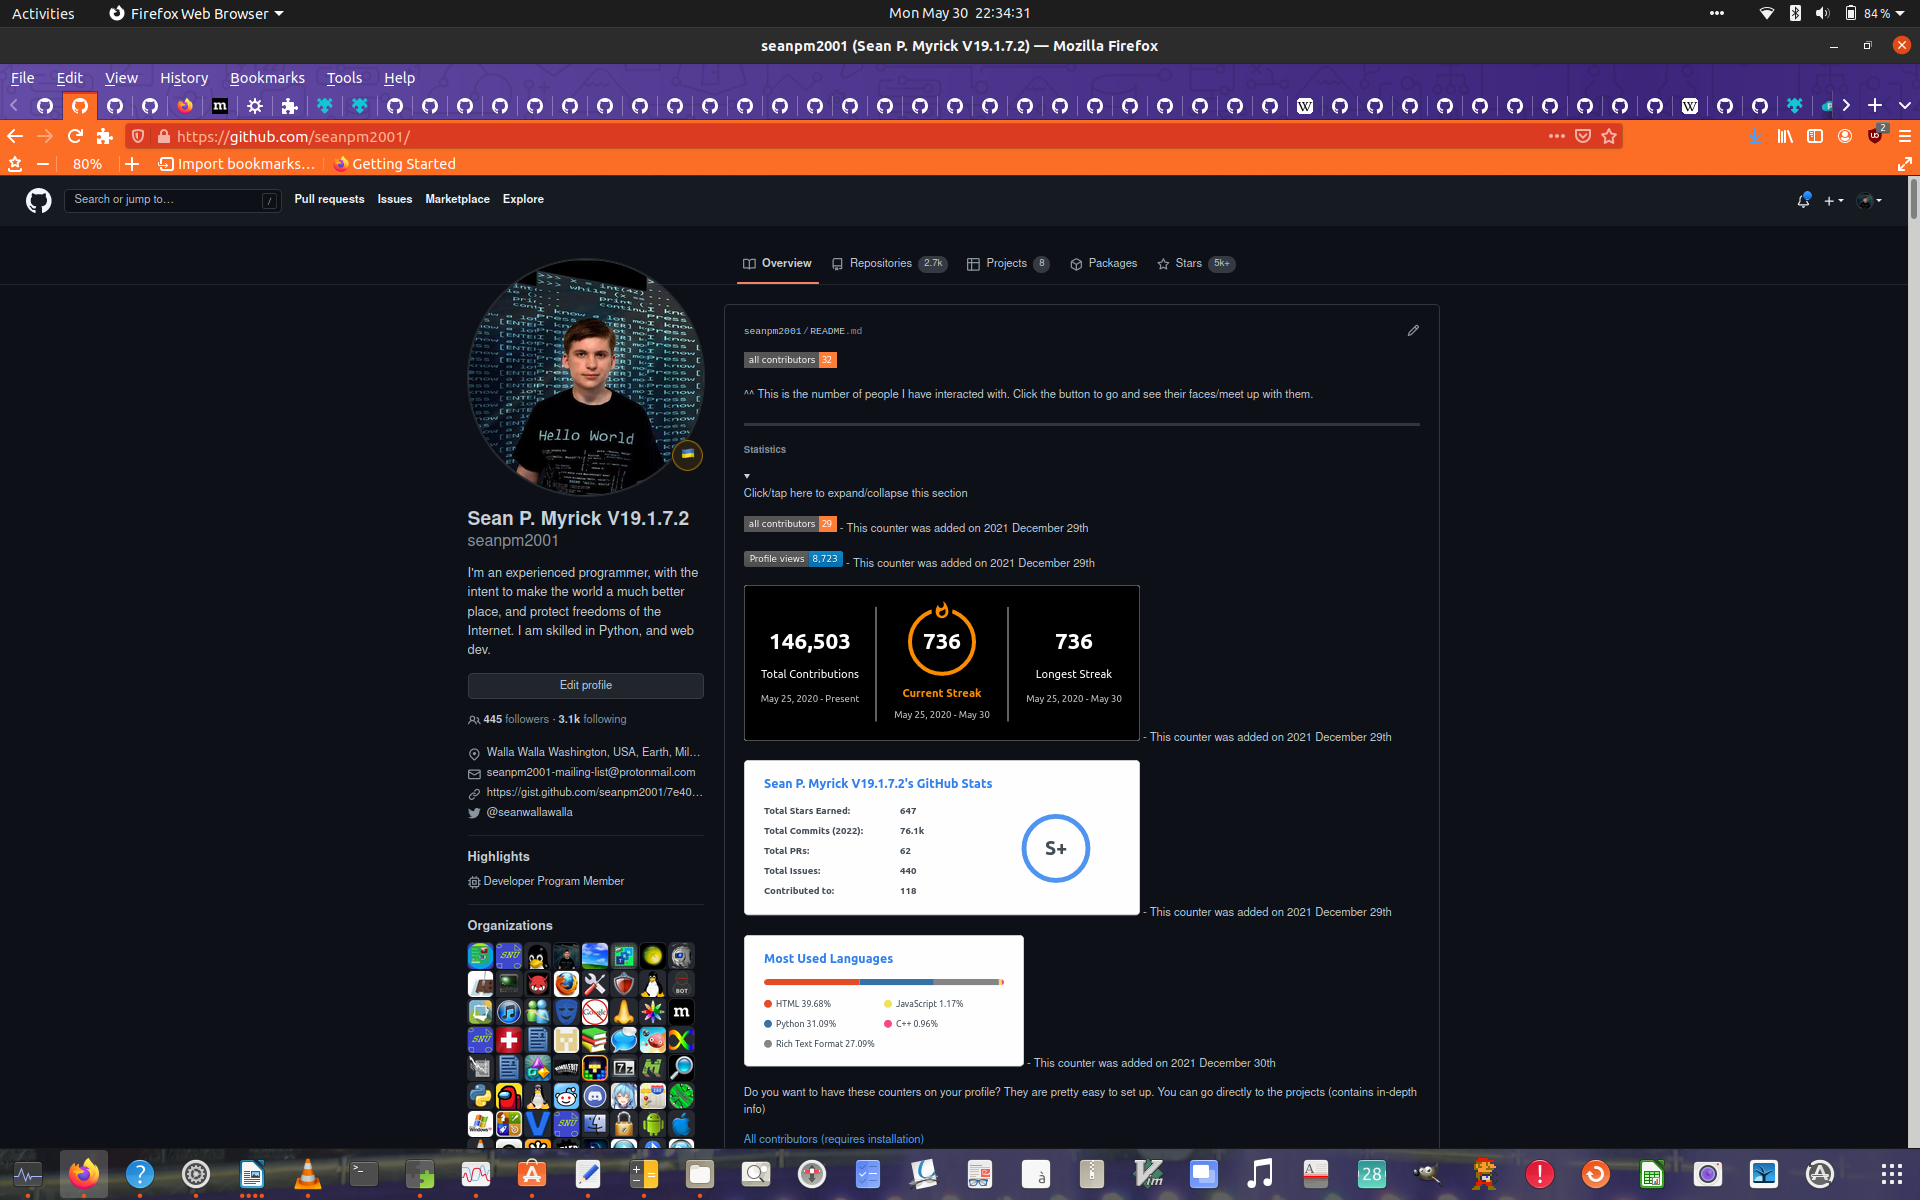 Activities
Firefox Web Browser
Mon May 30 22:34:31
84%
seanpm2001 (Sean P. Myrick V19.1.7.2) — Mozilla Firefox
File Edit View History Bookmarks Tools Help
https://github.com/seanpm2001/
2
80%
Import bookmarks…
Getting Started
Search or jump to…
/
Pull requests
Issues
Marketplace
Explore
Overview
Repositories 2.7k
Projects 8
Packages
Stars 5k+
Hello World
Sean P. Myrick V19.1.7.2
seanpm2001
I'm an experienced programmer, with the
intent to make the world a much better
place, and protect freedoms of the
Internet. I am skilled in Python, and web
dev.
Edit profile
445 followers · 3.1k following
Walla Walla Washington, USA, Earth, Mil…
seanpm2001-mailing-list@protonmail.com
https://gist.github.com/seanpm2001/7e40…
@seanwallawalla
Highlights
Developer Program Member
Organizations
seanpm2001/README.md
all contributors 32
^^ This is the number of people I have interacted with. Click the button to go and see their faces/meet up with them.
Statistics
Click/tap here to expand/collapse this section
all contributors 29 - This counter was added on 2021 December 29th
Profile views 8,723 - This counter was added on 2021 December 29th
146,503
Total Contributions
May 25, 2020 - Present
736
Current Streak
May 25, 2020 - May 30
736
Longest Streak
May 25, 2020 - May 30
- This counter was added on 2021 December 29th
Sean P. Myrick V19.1.7.2's GitHub Stats
Total Stars Earned: 647
Total Commits (2022): 76.1k
Total PRs: 62
Total Issues: 440
Contributed to: 118
S+
- This counter was added on 2021 December 29th
Most Used Languages
HTML 39.68%
JavaScript 1.17%
Python 31.09%
C++ 0.96%
Rich Text Format 27.09%
- This counter was added on 2021 December 30th
Do you want to have these counters on your profile? They are pretty easy to set up. You can go directly to the projects (contains in-depth
info)
All contributors (requires installation)
28